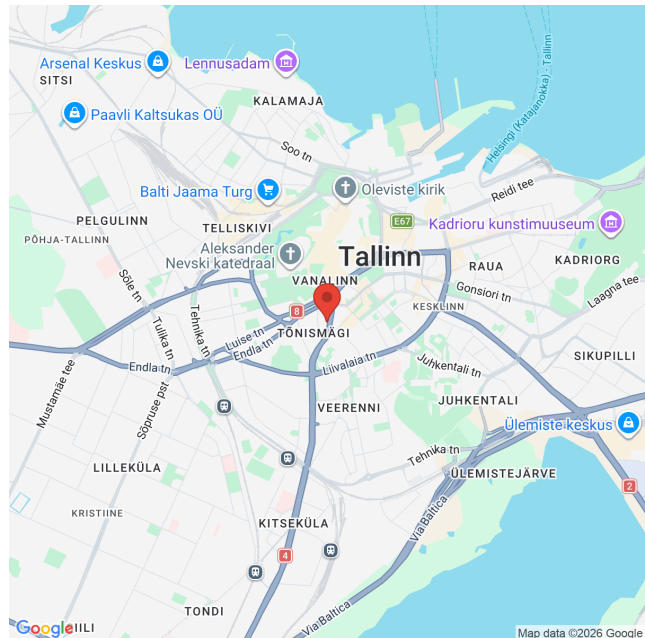 Arsenal Keskus
Lennusadam
SITSI
KALAMAJA
Paavli Kaltsukas OÜ
Helsingi (Katajanokka) - Tallinn
Soo tn
Balti Jaama Turg
Oleviste kirik
Reidi tee
PELGULINN
TELLISKIVI
E67
Kadrioru kunstimuuseum
PÕHJA-TALLINN
Aleksander
Nevski katedraal
Tallinn
RAUA
KADRIORG
Sõle tn
VANALINN
Gonsiori tn
Laagna tee
Tehnika tn
8
KESKLINN
Tulika tn
Luise tn
TÕNISMÄGI
Endla tn
Liivalaia tn
SIKUPILLI
Endla tn
Juhkentali tn
Mustamäe tee
Sõpruse pst
VEERENNI
JUHKENTALI
Ülemiste keskus
Tehnika tn
LILLEKÜLA
ÜLEMISTEJÄRVE
2
KRISTIINE
KITSEKÜLA
Via Baltica
4
TONDI
Via Baltica
Google
IILI
Map data ©2026 Google